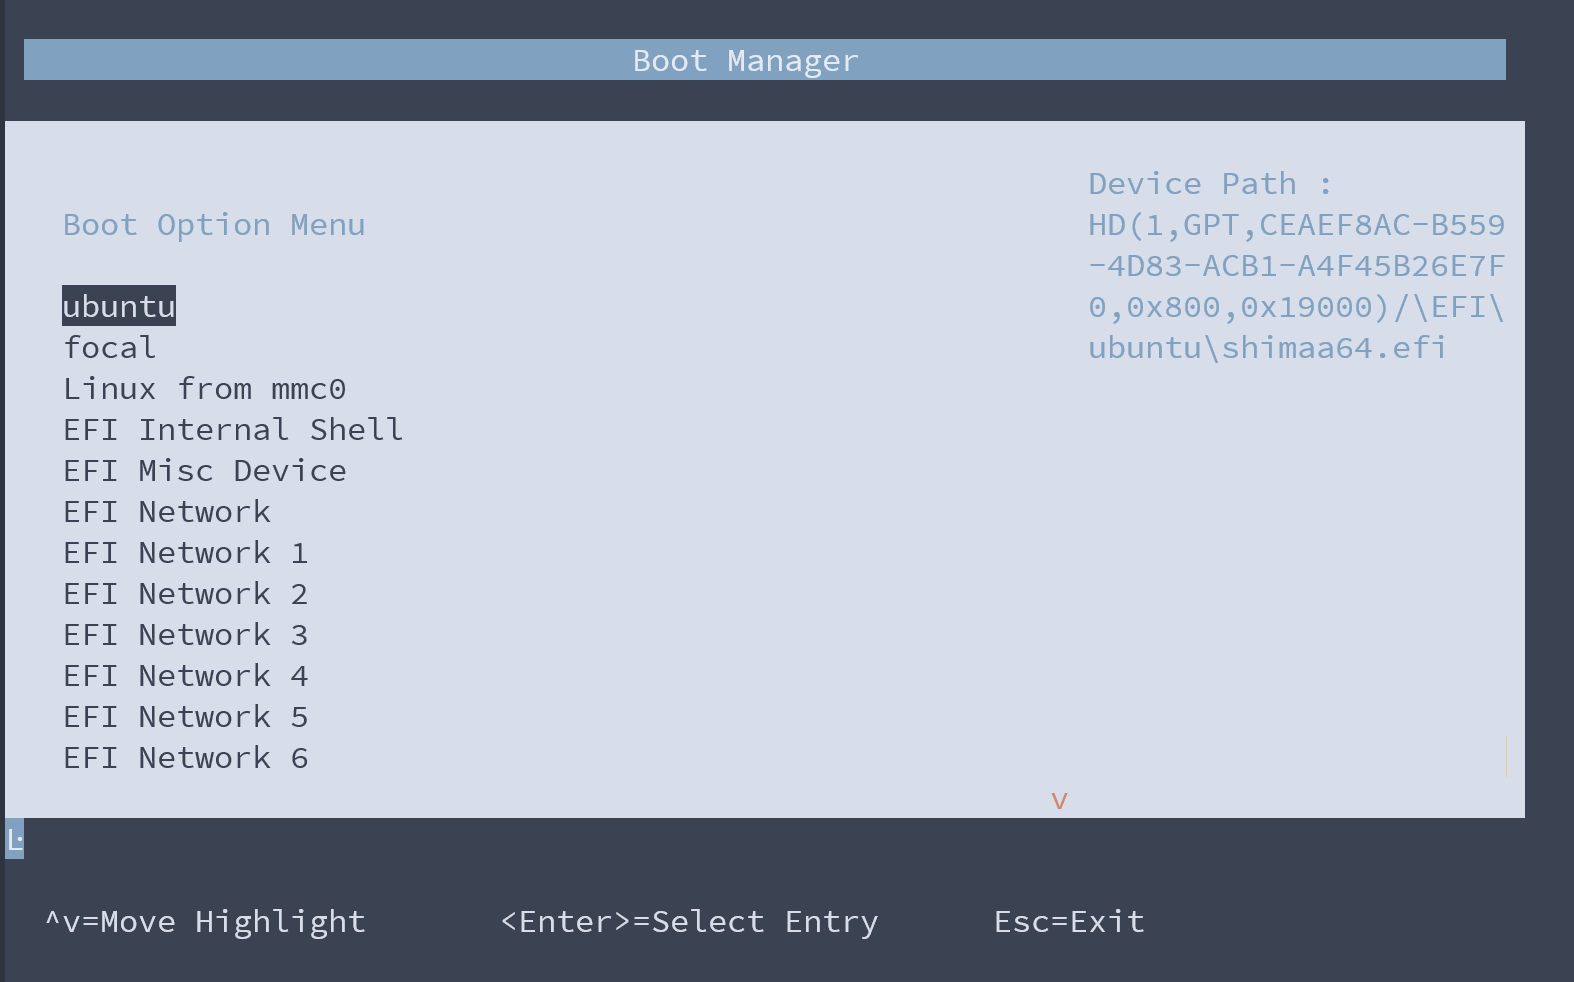 Boot Manager
Boot Option Menu
ubuntu
focal
Linux from mmc0
EFI Internal Shell
EFI Misc Device
EFI Network
EFI Network 1
EFI Network 2
EFI Network 3
EFI Network 4
EFI Network 5
EFI Network 6
Device Path :
HD(1,GPT,CEAEF8AC-B559
-4D83-ACB1-A4F45B26E7F
0,0x800,0x19000)/\EFI\
ubuntu\shimaa64.efi
v
^v=Move Highlight <Enter>=Select Entry Esc=Exit